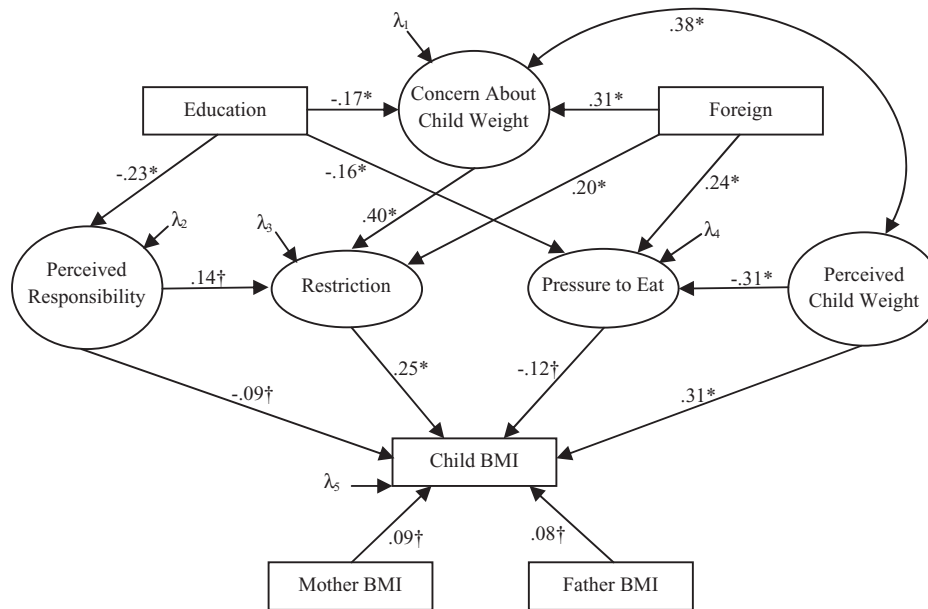 λ1
.38*
Education
-.17*
Concern About
Child Weight
.31*
Foreign
-.23*
-.16*
.20*
.24*
.40*
λ2
λ3
λ4
Perceived
Responsibility
.14†
Restriction
Pressure to Eat
-.31*
Perceived
Child Weight
-.09†
.25*
-.12†
.31*
Child BMI
λ5
.09†
.08†
Mother BMI
Father BMI